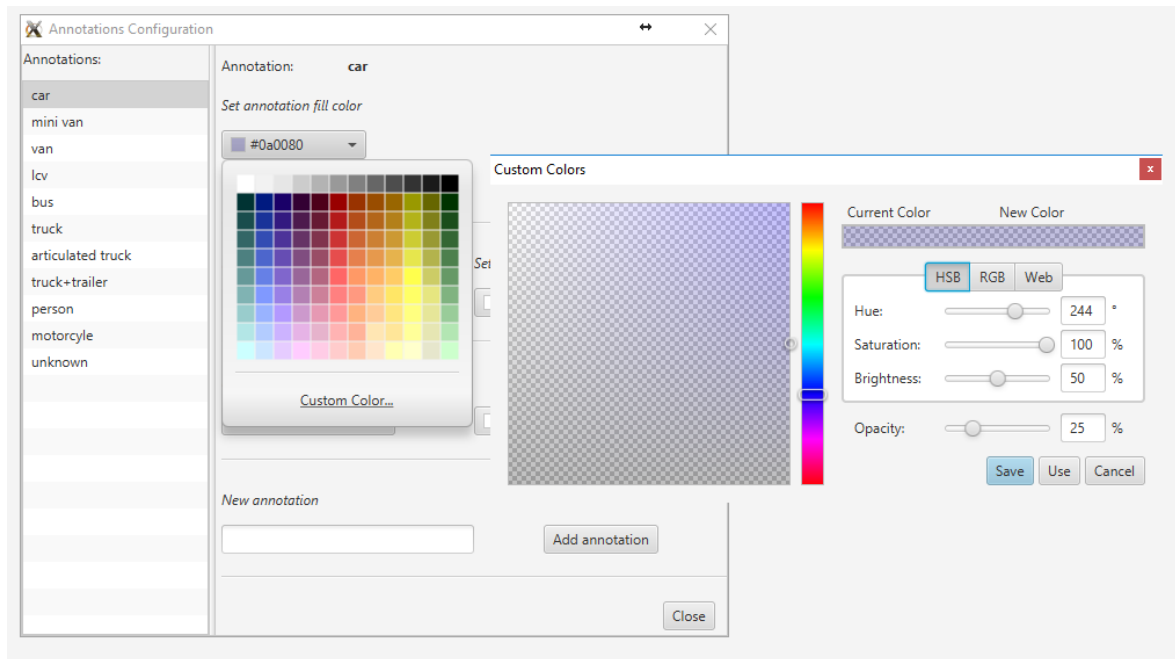 Annotations Configuration
Annotations:
car
mini van
van
lcv
bus
truck
articulated truck
truck+trailer
person
motorcyle
unknown
Annotation: car
Set annotation fill color
#0a0080
Custom Color...
Set
New annotation
Add annotation
Close
Custom Colors
x
Current Color New Color
HSB RGB Web
Hue: 244 °
Saturation: 100 %
Brightness: 50 %
Opacity: 25 %
Save Use Cancel